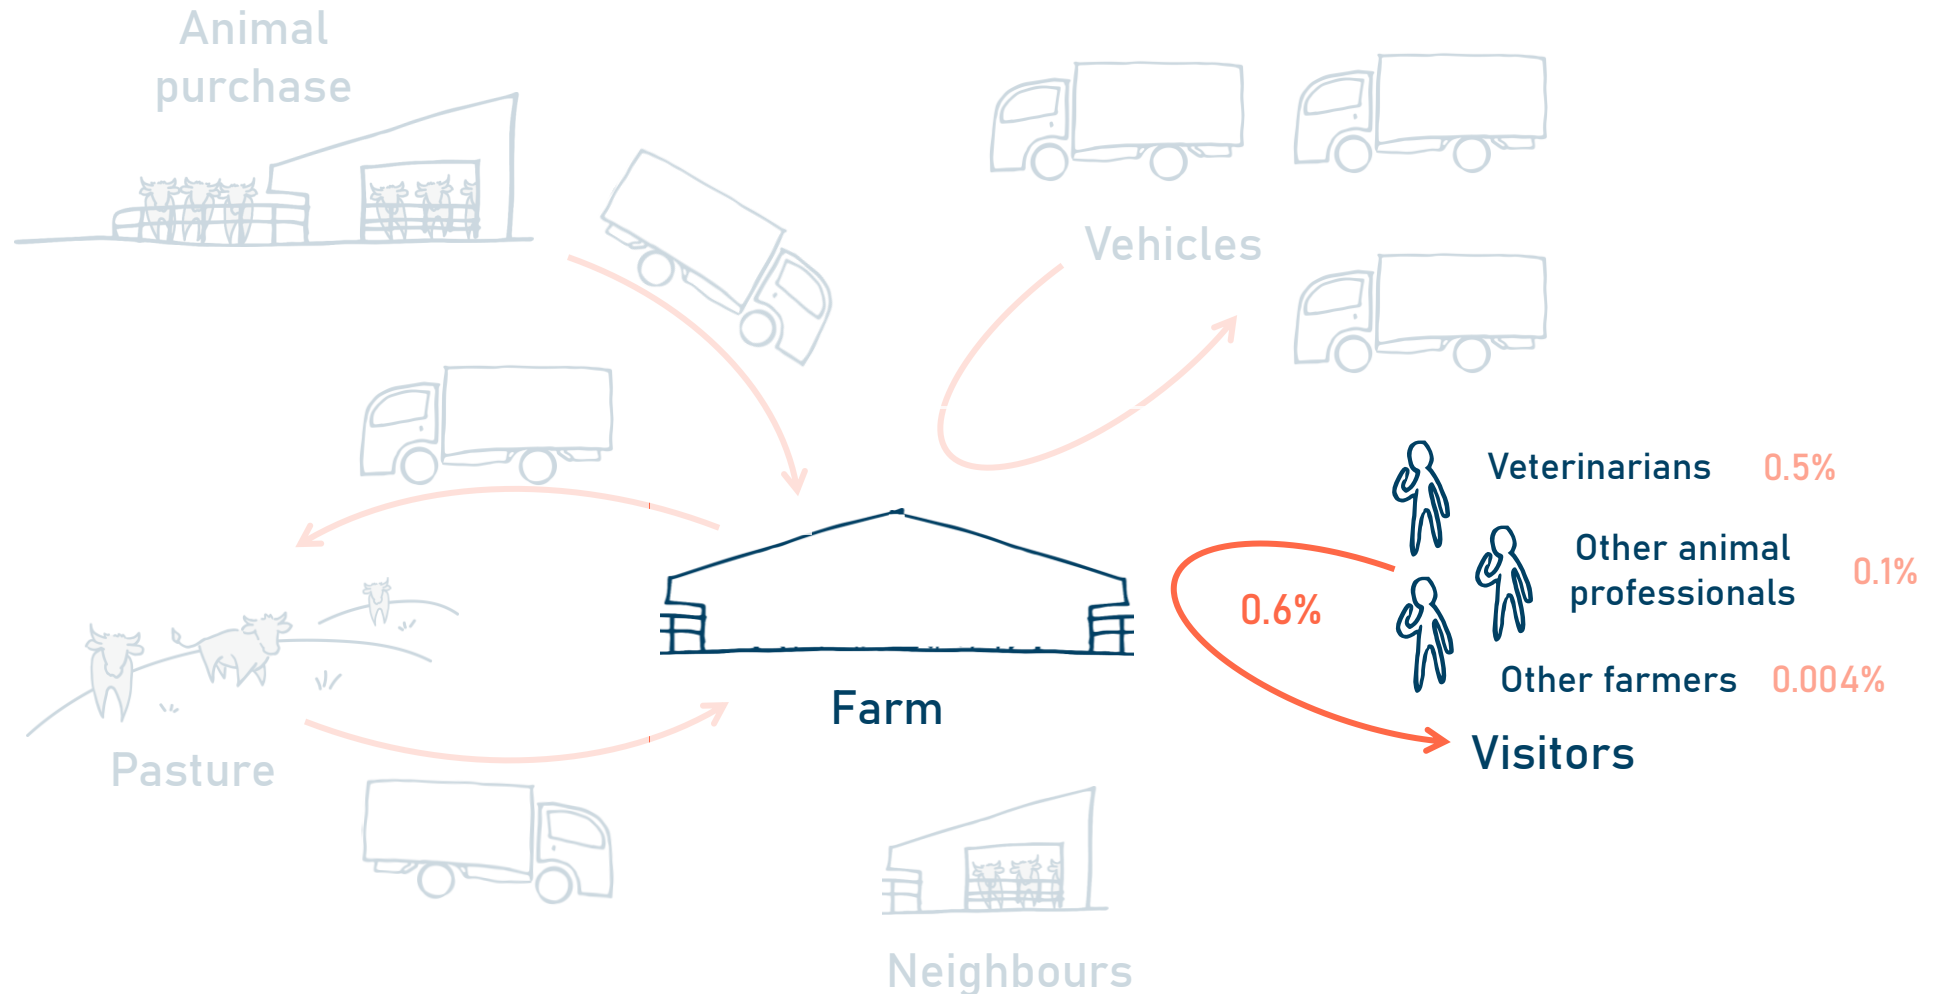 Animal
purchase
Vehicles
Veterinarians 0.5%
Other animal
professionals 0.1%
0.6%
Other farmers 0.004%
Farm
Visitors
Pasture
Neighbours